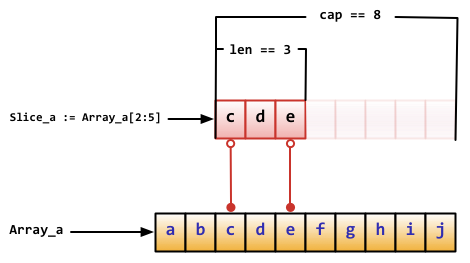 cap == 8
len == 3
Slice_a := Array_a[2:5] c d e
Array_a a b c d e f g h i j